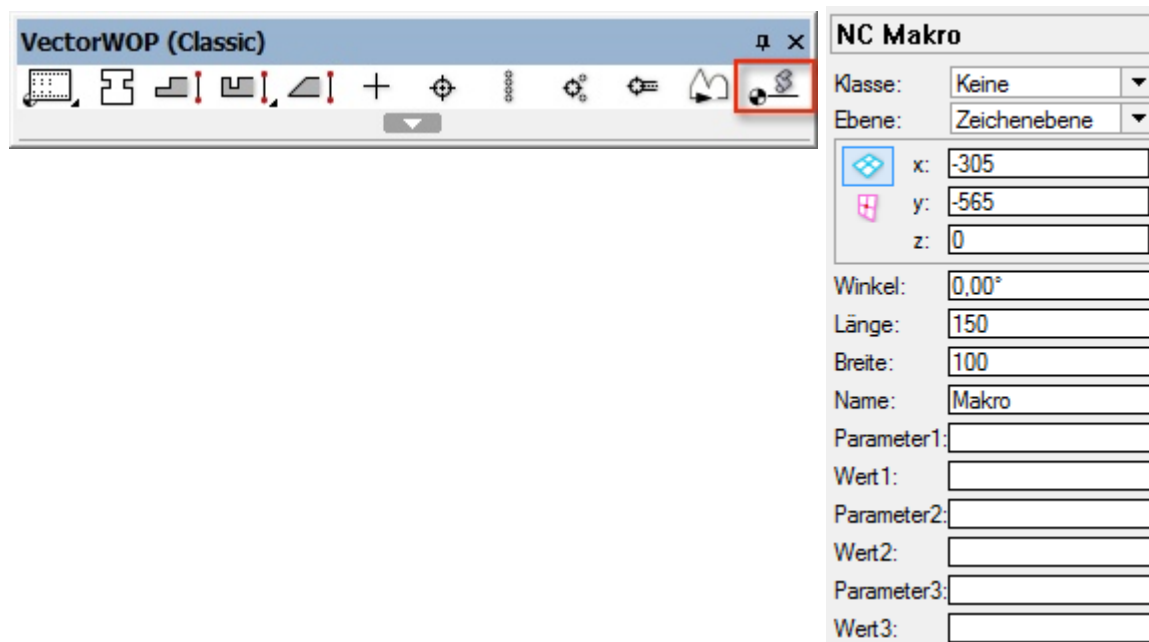 VectorWOP (Classic)
NC Makro
Klasse: Keine
Ebene: Zeichenebene
x: -305
y: -565
z: 0
Winkel: 0,00°
Länge: 150
Breite: 100
Name: Makro
Parameter1:
Wert1:
Parameter2:
Wert2:
Parameter3:
Wert3: